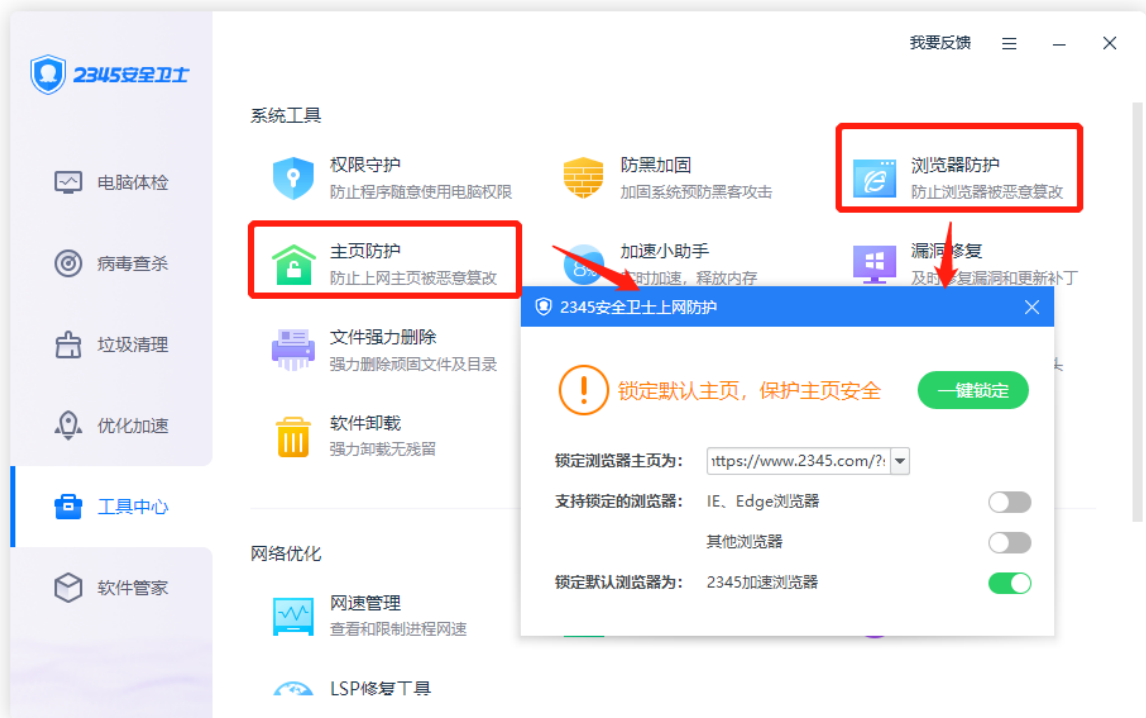 2345安全卫士
我要反馈
电脑体检
病毒查杀
垃圾清理
优化加速
工具中心
软件管家
系统工具
权限守护
防止程序随意使用电脑权限
防黑加固
加固系统预防黑客攻击
浏览器防护
防止浏览器被恶意篡改
主页防护
防止上网主页被恶意篡改
加速小助手
实时加速，释放内存
漏洞修复
及时修复漏洞和更新补丁
文件强力删除
强力删除顽固文件及目录
软件卸载
强力卸载无残留
2345安全卫士上网防护
锁定默认主页，保护主页安全
一键锁定
锁定浏览器主页为：
ttps://www.2345.com/?
支持锁定的浏览器：
IE、Edge浏览器
其他浏览器
锁定默认浏览器为：
2345加速浏览器
网络优化
网速管理
查看和限制进程网速
LSP修复工具